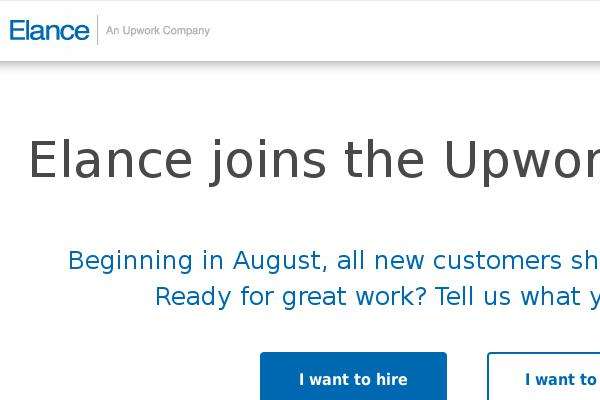 Elance An Upwork Company
Elance joins the Upwor
Beginning in August, all new customers sh
Ready for great work? Tell us what y
I want to hire I want to